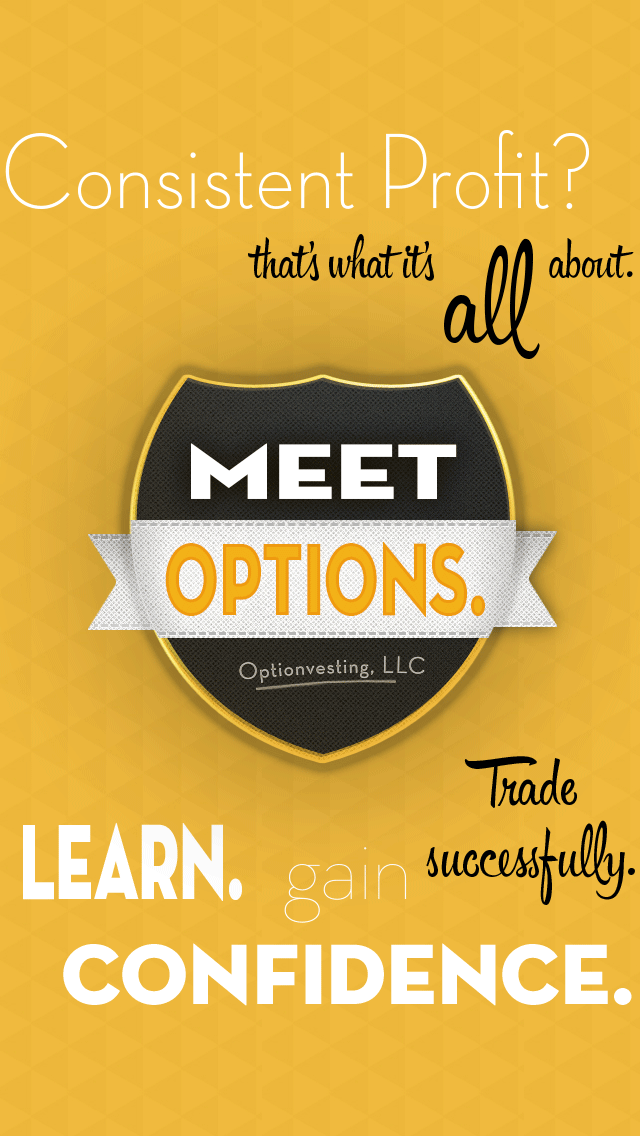 Consistent Profit?
that's what it's all about.
MEET
OPTIONS.
Optionvesting, LLC
Trade
successfully.
LEARN. gain
CONFIDENCE.